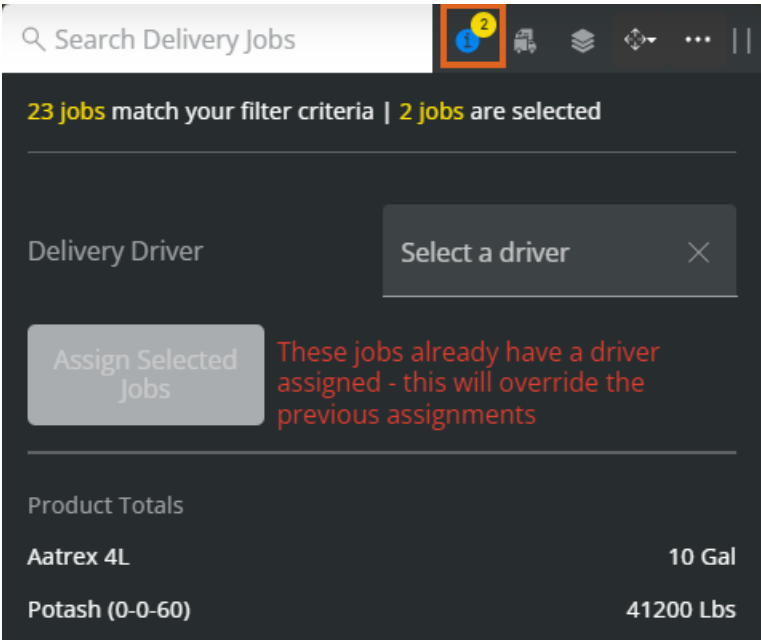 Search Delivery Jobs
2
23 jobs match your filter criteria | 2 jobs are selected
Delivery Driver
Select a driver
Assign Selected
Jobs
These jobs already have a driver
assigned - this will override the
previous assignments
Product Totals
Aatrex 4L 10 Gal
Potash (0-0-60) 41200 Lbs